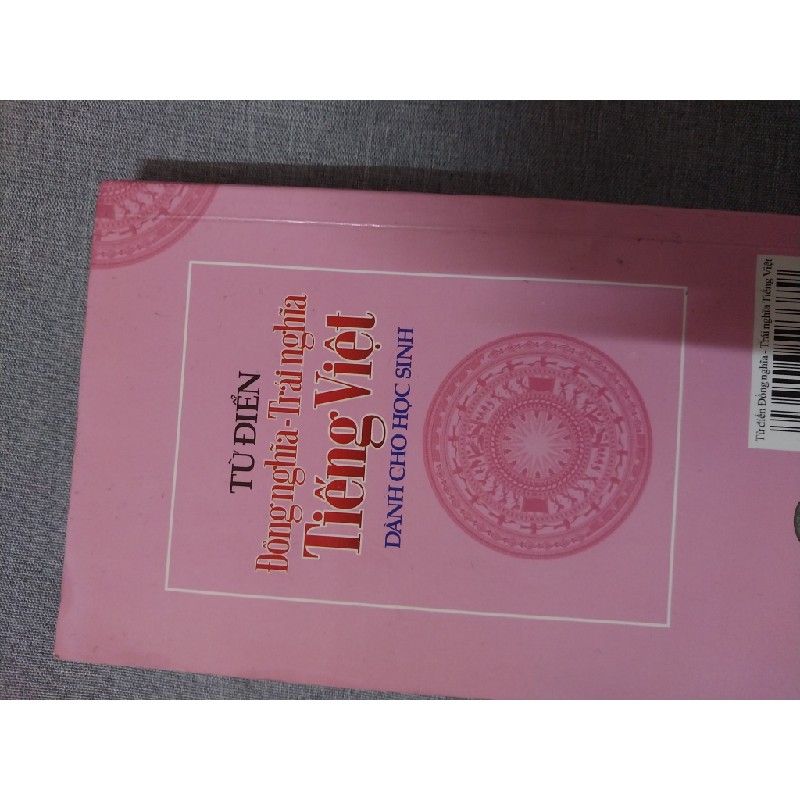 TỪ ĐIỂN
Đồng nghĩa-Trái nghĩa
Tiếng Việt
DÀNH CHO HỌC SINH
Từ điển Đồng nghĩa - Trái nghĩa Tiếng Việt